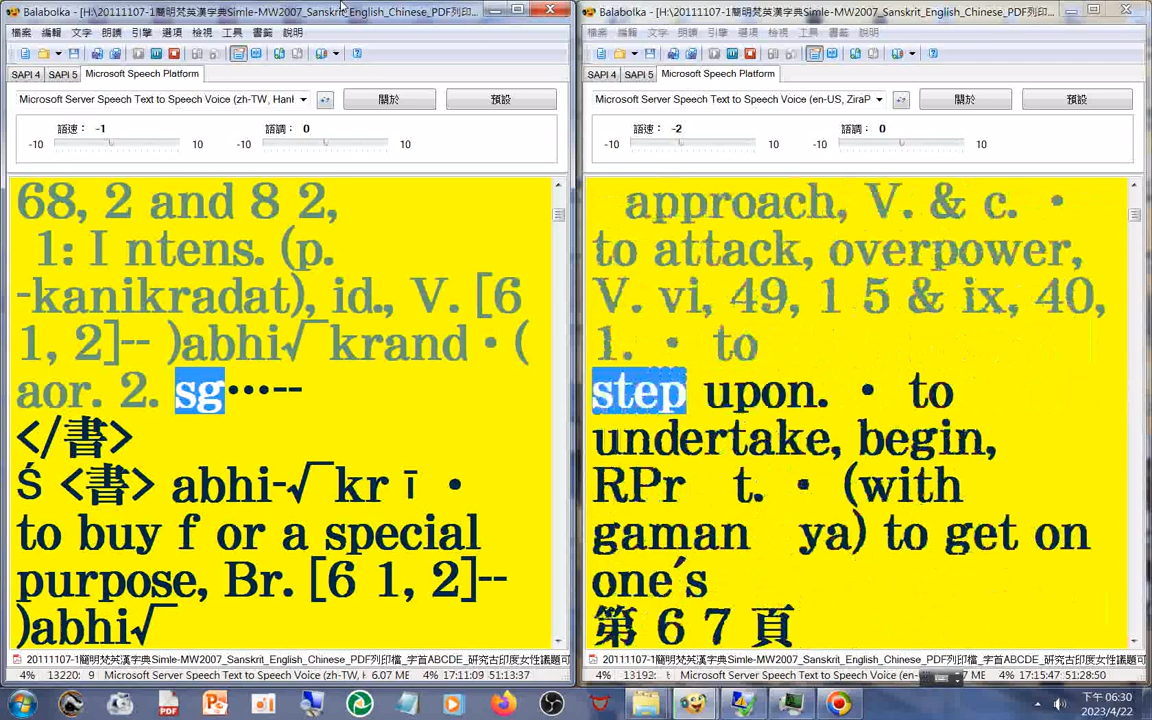 Balabolka - [H:\20111107-1簡明梵英漢字典Simle-MW2007_Sanskrit_English_Chinese_PDF列印...
檔案 編輯 文字 朗讀 引擎 選項 檢視 工具 書籤 說明
SAPI 4 SAPI 5 Microsoft Speech Platform
Microsoft Server Speech Text to Speech Voice (zh-TW, Hanl
關於 預設
語速： -1 語調： 0
-10 10 -10 10
68, 2 and 8 2,
1: I ntens. (p.
-kanikradat), id., V. [6
1, 2]-- )abhi√krand • (
aor. 2. sg•••--
</書>
Ś <書> abhi-√kr ī •
to buy f or a special
purpose, Br. [6 1, 2]--
)abhi√
20111107-1簡明梵英漢字典Simle-MW2007_Sanskrit_English_Chinese_PDF列印檔_字首ABCDE_研究古印度女性議題可
4% 13220: 9 Microsoft Server Speech Text to Speech Voice (zh-TW, H 6.07 ME 4% 17:11:09 51:13:37
Balabolka - [H:\20111107-1簡明梵英漢字典Simle-MW2007_Sanskrit_English_Chinese_PDF列印...
檔案 編輯 文字 朗讀 引擎 選項 檢視 工具 書籤 說明
SAPI 4 SAPI 5 Microsoft Speech Platform
Microsoft Server Speech Text to Speech Voice (en-US, ZiraP
關於 預設
語速： -2 語調： 0
-10 10 -10 10
approach, V. & c. •
to attack, overpower,
V. vi, 49, 1 5 & ix, 40,
1. • to
step upon. • to
undertake, begin,
RPr t. • (with
gaman ya) to get on
one´s
第 6 7 頁
20111107-1簡明梵英漢字典Simle-MW2007_Sanskrit_English_Chinese_PDF列印檔_字首ABCDE_研究古印度女性議題可
4% 13192: Microsoft Server Speech Text to Speech Voice (en-US, ME 4% 17:15:47 51:28:50
下午 06:30
2023/4/22